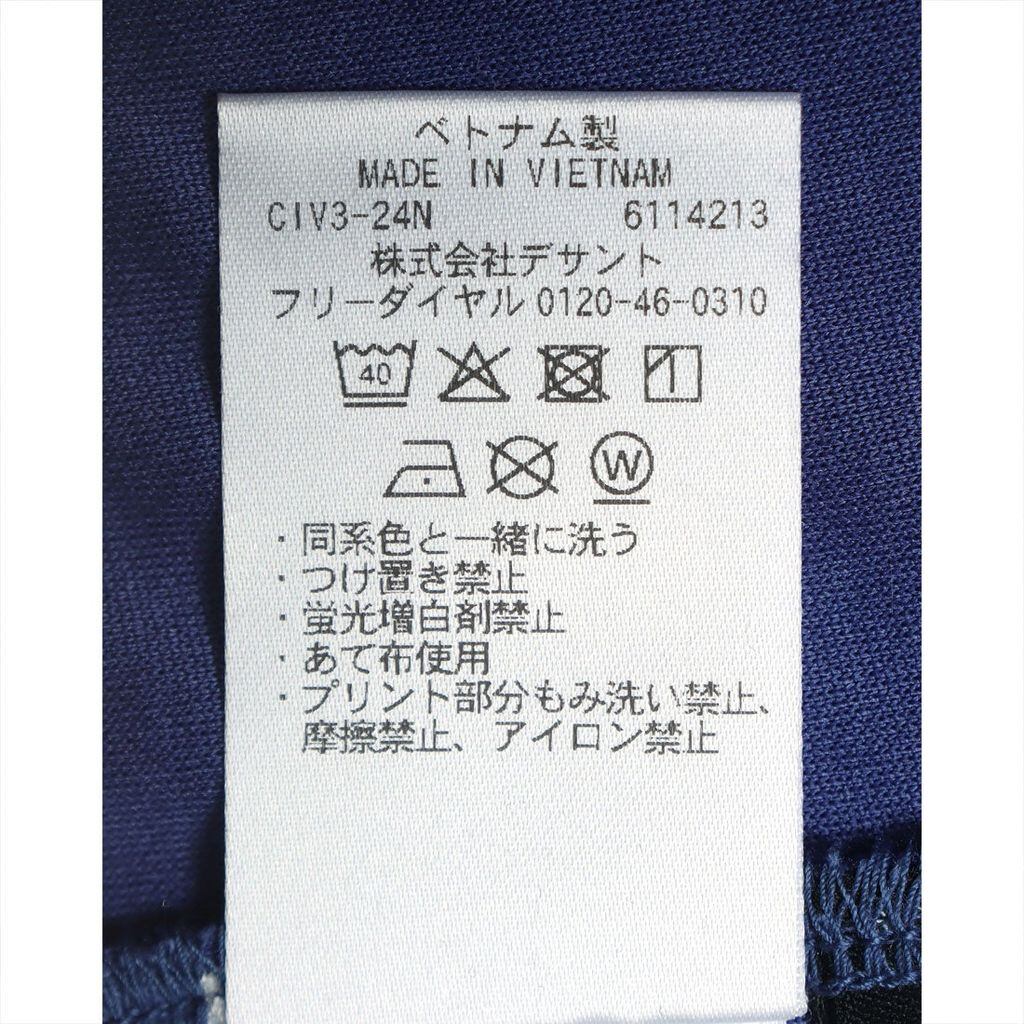 ベトナム製
MADE IN VIETNAM
CIV3-24N 6114213
株式会社デサント
フリーダイヤル 0120-46-0310
40
W
・同系色と一緒に洗う
・つけ置き禁止
・蛍光増白剤禁止
・あて布使用
・プリント部分もみ洗い禁止、
摩擦禁止、アイロン禁止